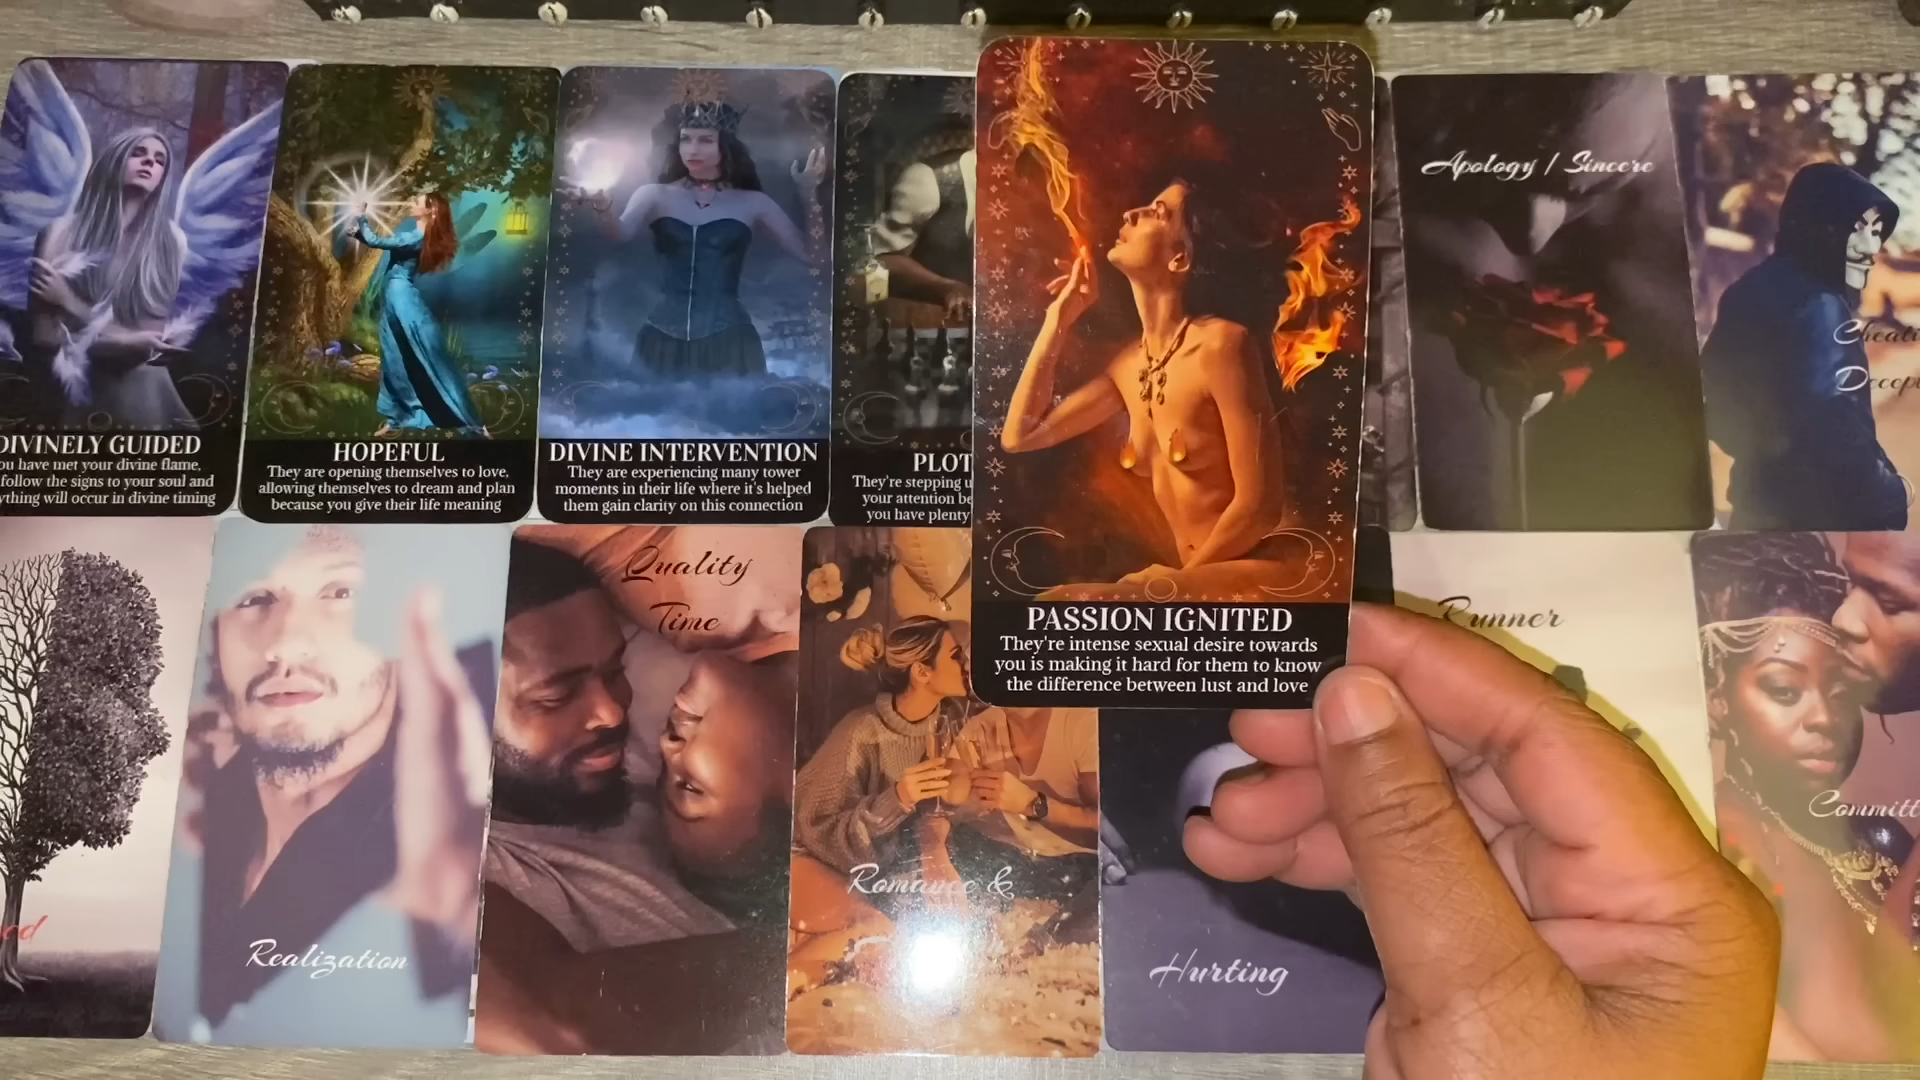 DIVINELY GUIDED
you have met your divine flame,
follow the signs to your soul and
everything will occur in divine timing
HOPEFUL
They are opening themselves to love,
allowing themselves to dream and plan
because you give their life meaning
DIVINE INTERVENTION
They are experiencing many tower
moments in their life where it's helped
them gain clarity on this connection
PLOT
They're stepping
your attention
you have plenty
PASSION IGNITED
They're intense sexual desire towards
you is making it hard for them to know
the difference between lust and love
Apology / Sincere
Realization
Quality
Time
Romance &
Hurting
Runner